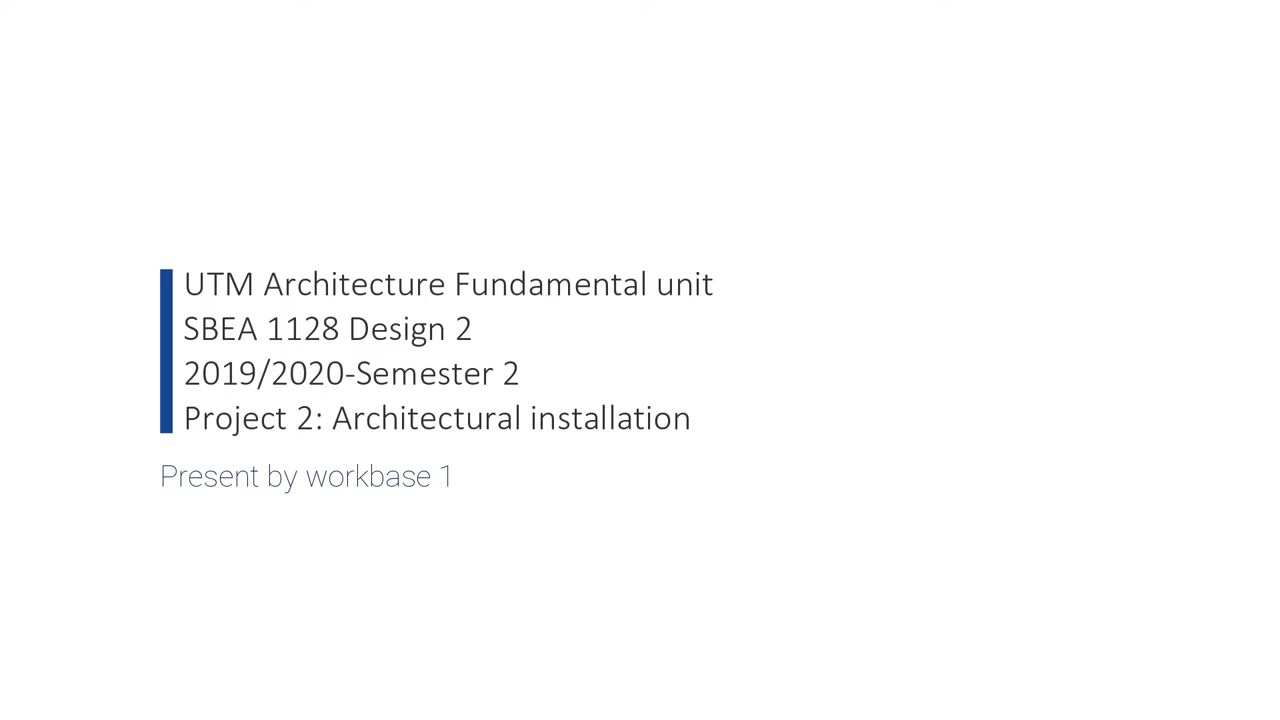 UTM Architecture Fundamental unit
SBEA 1128 Design 2
2019/2020-Semester 2
Project 2: Architectural installation
Present by workbase 1